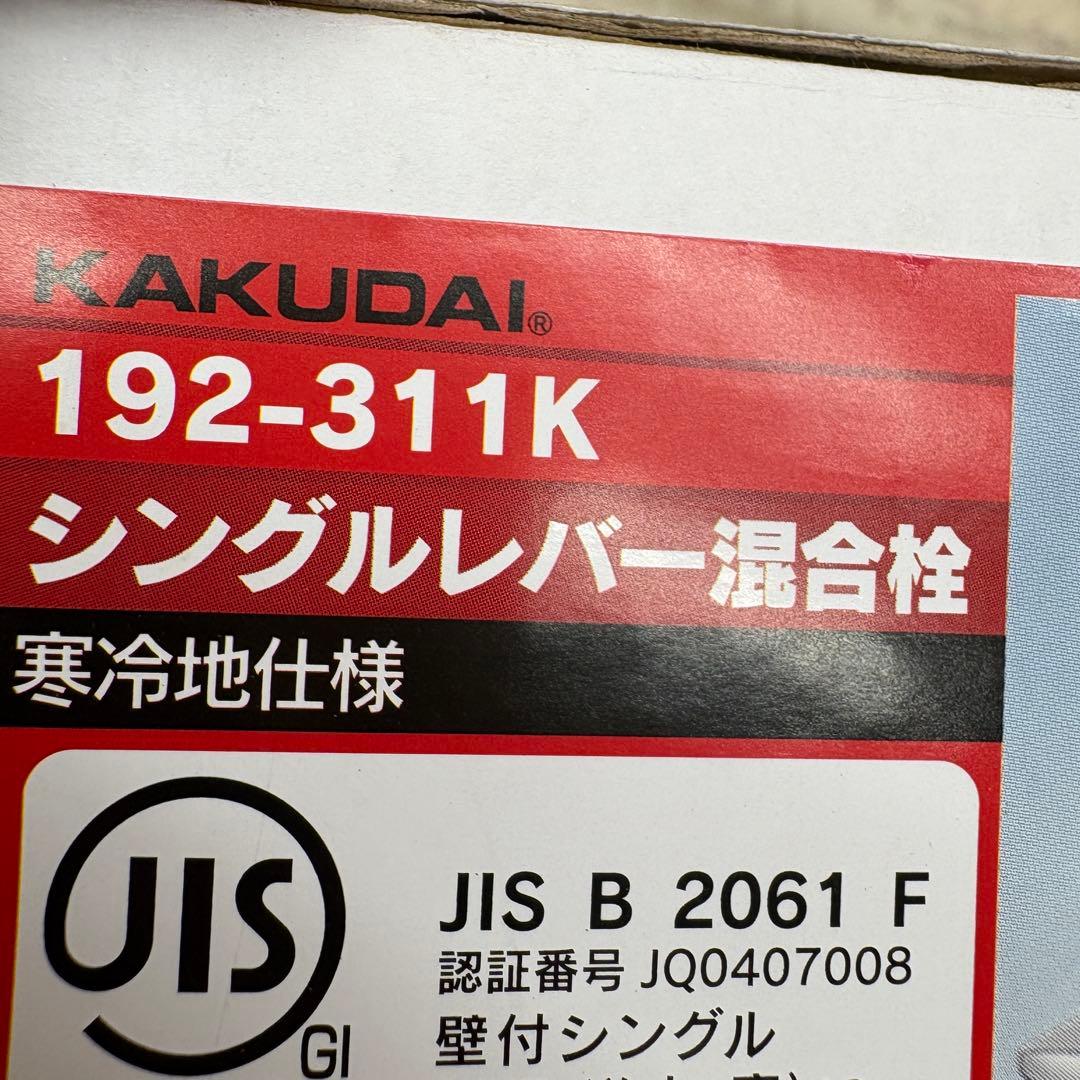 KAKUDAI®
192-311K
シングルレバー混合栓
寒冷地仕様
JIS
GI
JIS B 2061 F
認証番号 JQ0407008
壁付シングル